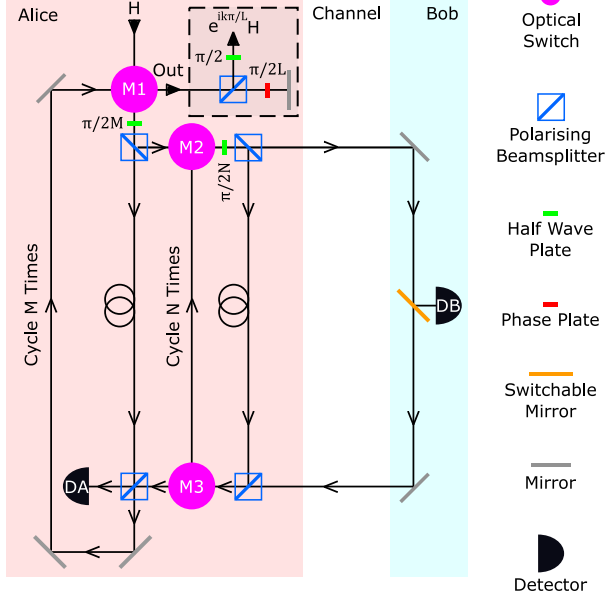 Alice
Channel
Bob
H
e^ikπ/L H
π/2
π/2L
Out
M1
π/2M
M2
π/2N
Cycle M Times
Cycle N Times
DB
DA
M3
Optical
Switch
Polarising
Beamsplitter
Half Wave
Plate
Phase Plate
Switchable
Mirror
Mirror
Detector